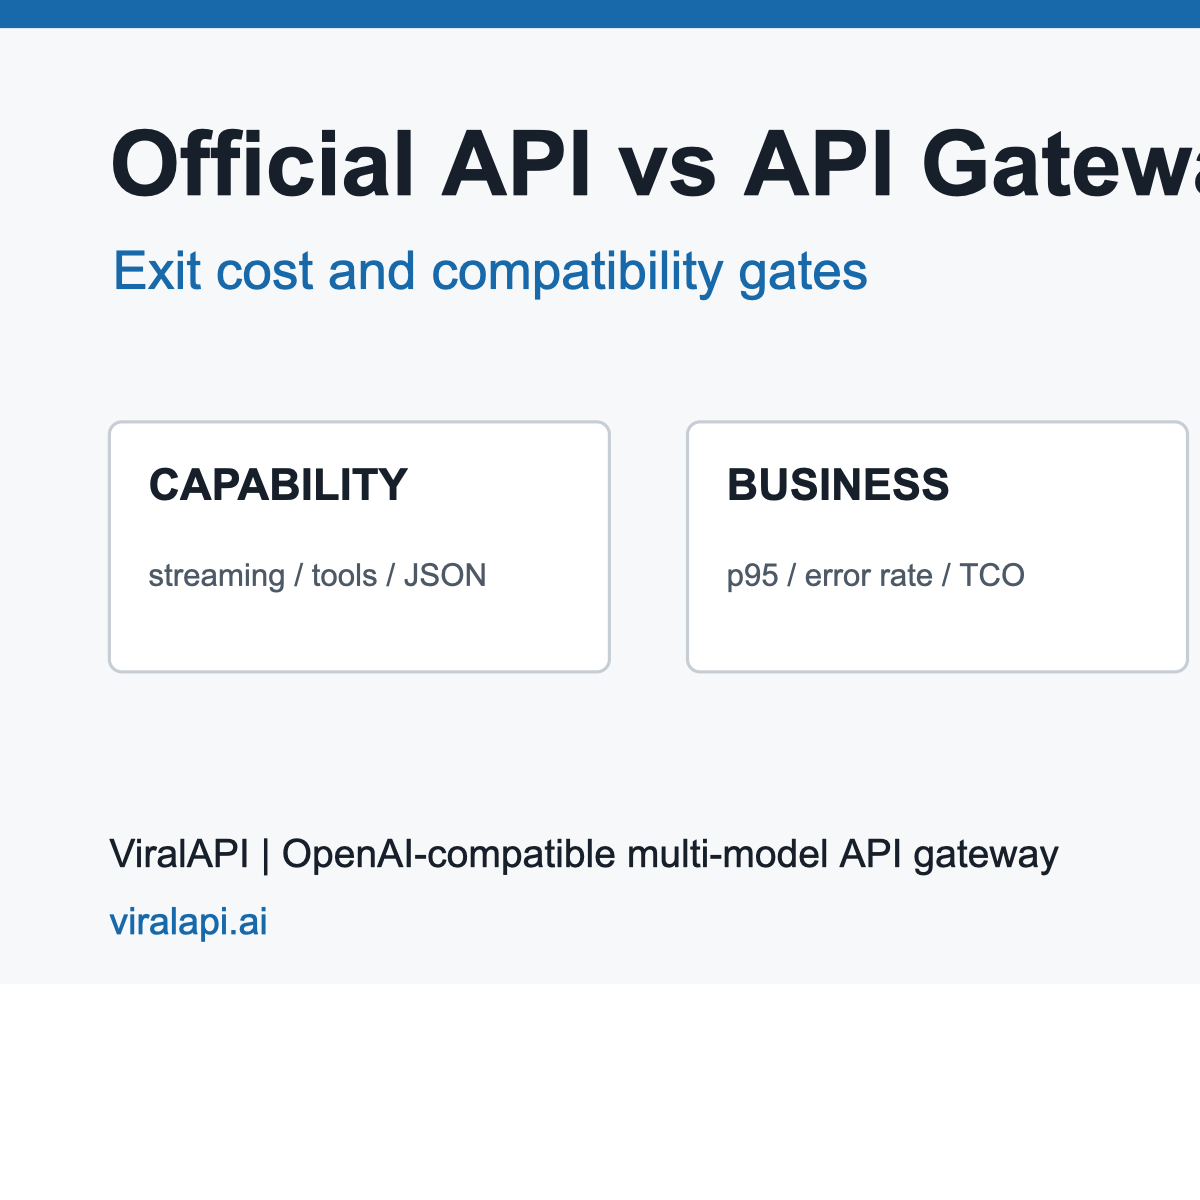 Official API vs API Gatewa
Exit cost and compatibility gates
CAPABILITY
streaming / tools / JSON
BUSINESS
p95 / error rate / TCO
ViralAPI | OpenAI-compatible multi-model API gateway
viralapi.ai